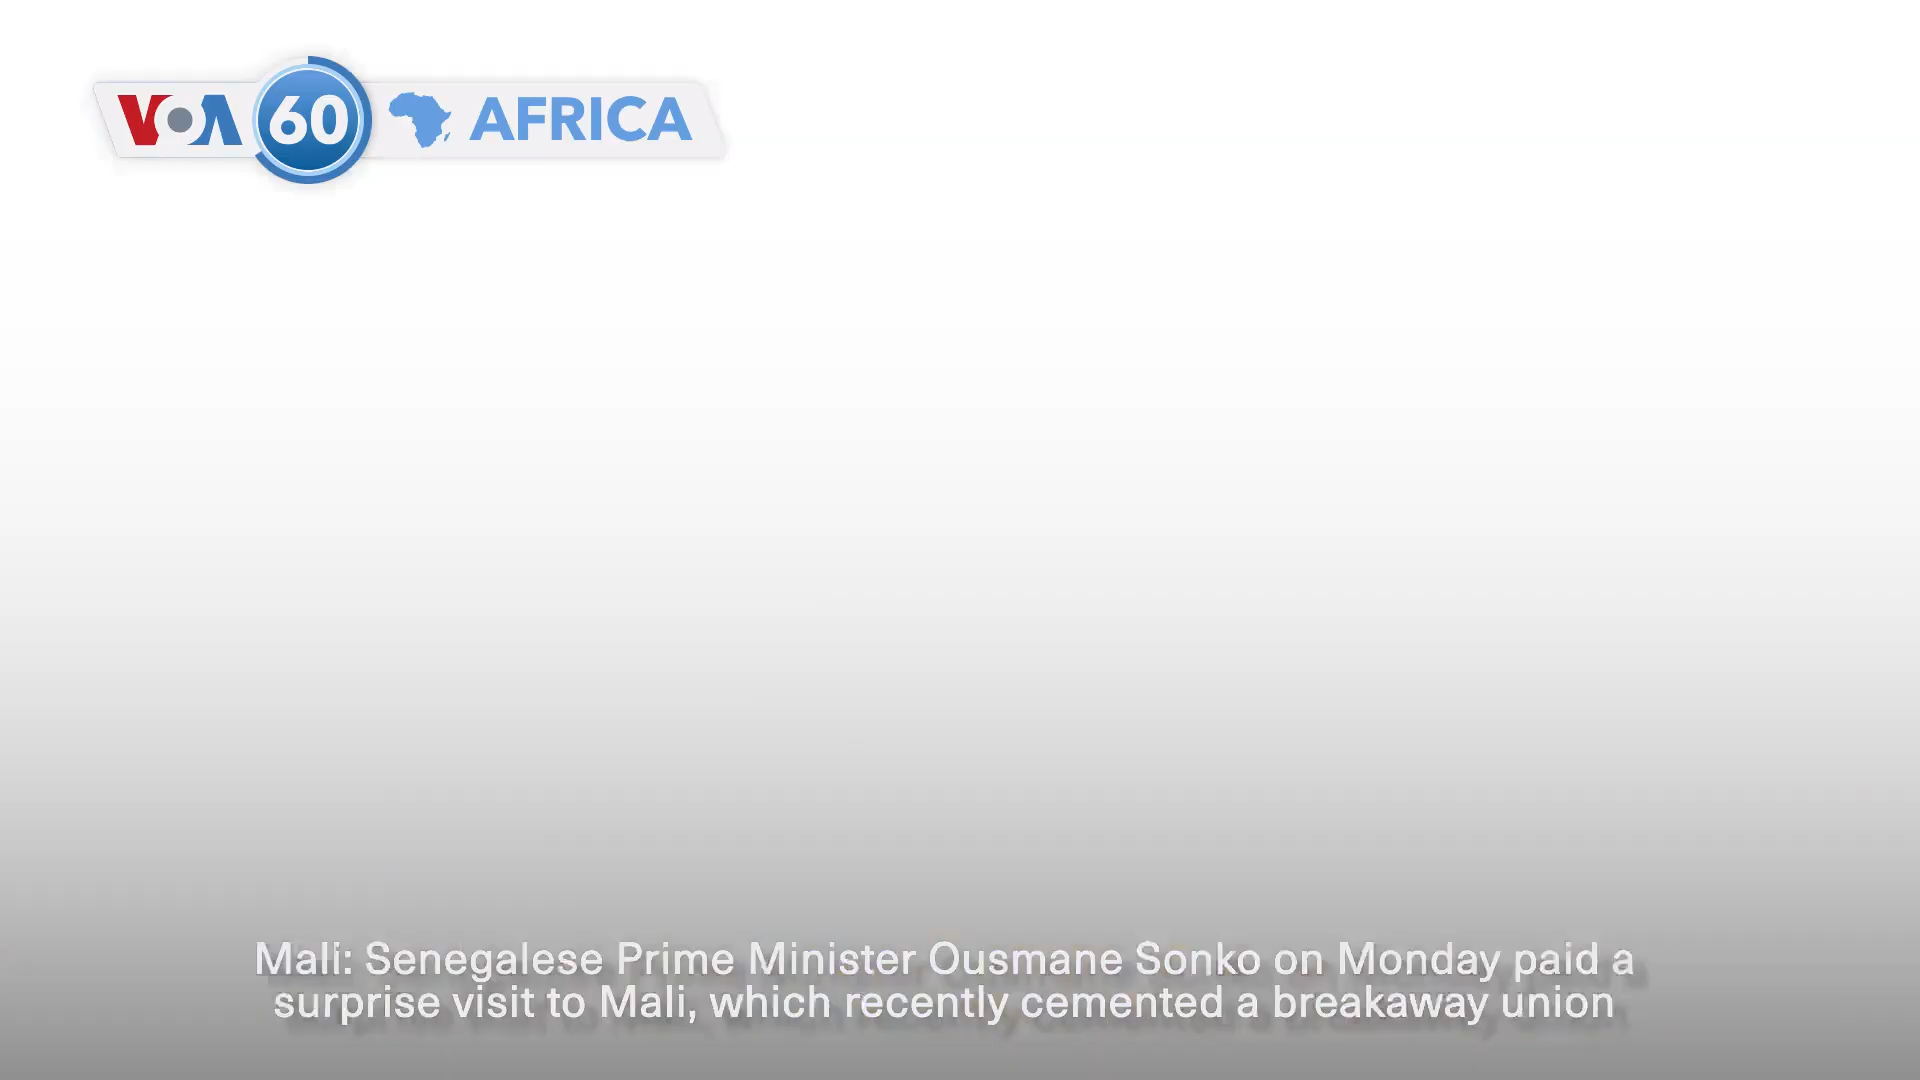 VOA 60 AFRICA
Mali: Senegalese Prime Minister Ousmane Sonko on Monday paid a
surprise visit to Mali, which recently cemented a breakaway union